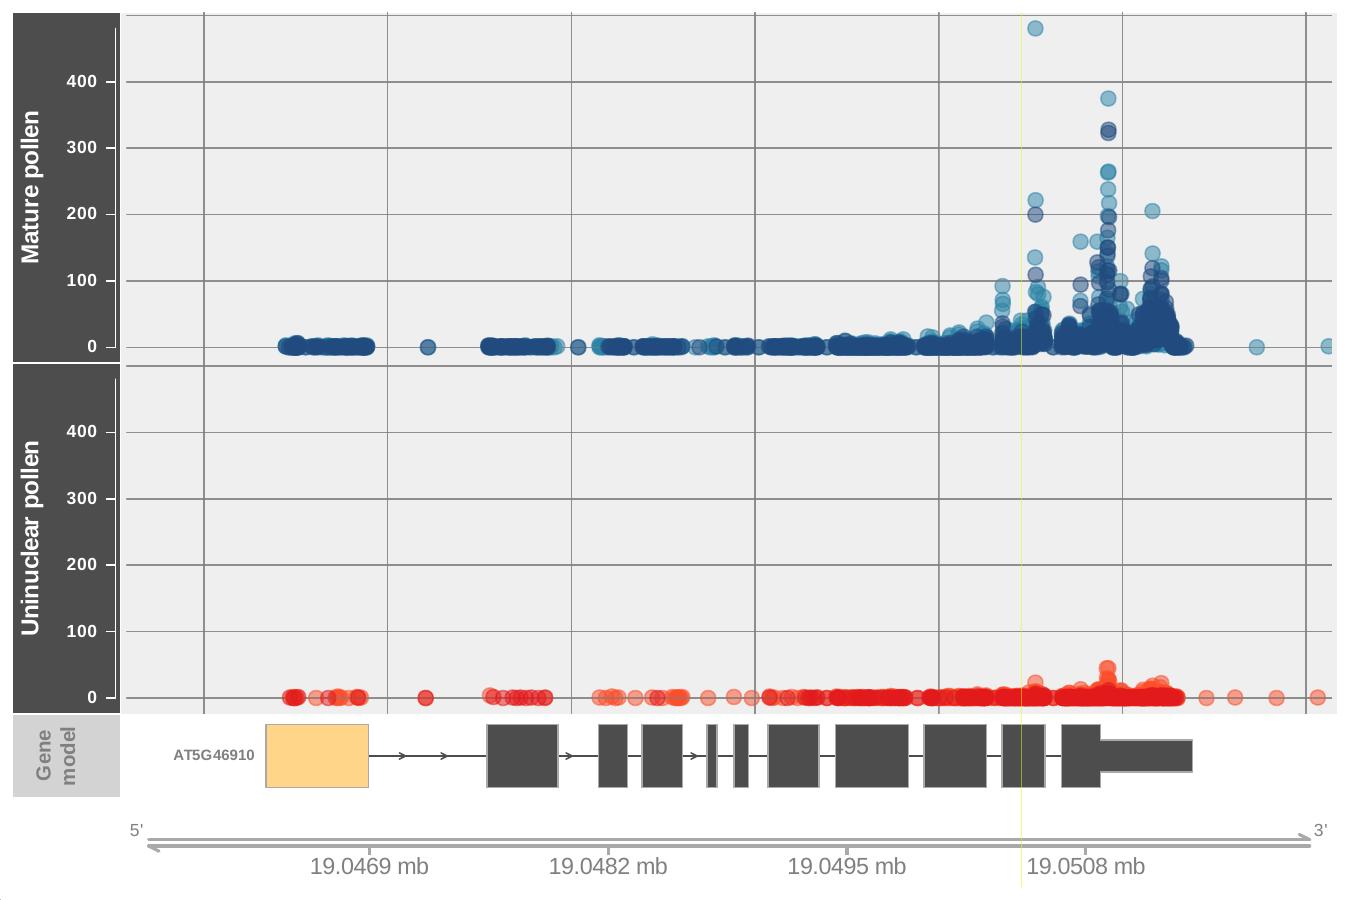 Mature pollen
400
300
200
100
0
Uninuclear pollen
400
300
200
100
0
Gene
model
AT5G46910
5'
3'
19.0469 mb
19.0482 mb
19.0495 mb
19.0508 mb